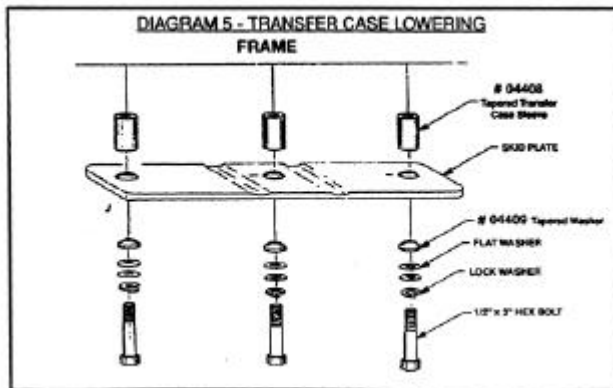 DIAGRAM 5 - TRANSFER CASE LOWERING
FRAME
# 04408
Tapered Transfer
Case Sleeve
SKID PLATE
# 04409 Tapered Washer
FLAT WASHER
LOCK WASHER
1/2" x 3" HEX BOLT